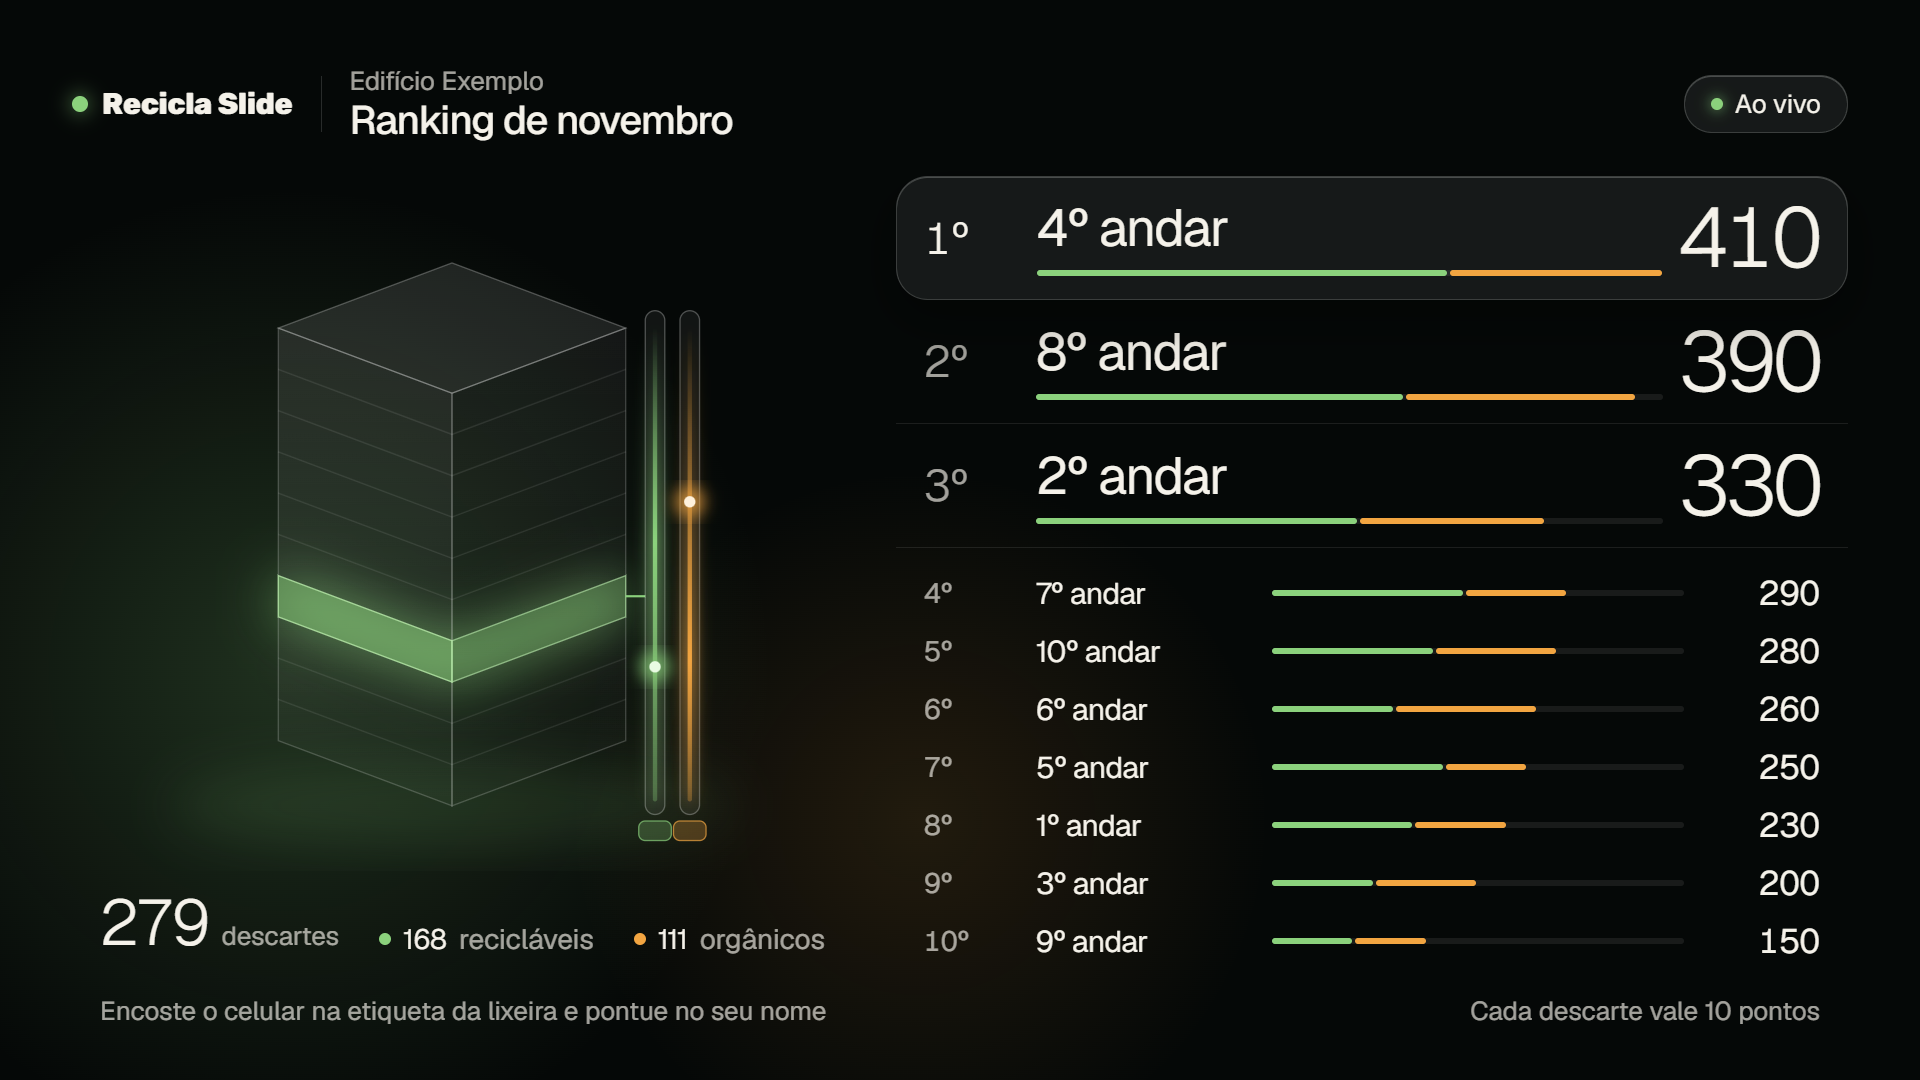 Recicla Slide
Edifício Exemplo
Ranking de novembro
Ao vivo
1º 4º andar 410
2º 8º andar 390
3º 2º andar 330
4º 7º andar 290
5º 10º andar 280
6º 6º andar 260
7º 5º andar 250
8º 1º andar 230
9º 3º andar 200
10º 9º andar 150
279 descartes 168 recicláveis 111 orgânicos
Encoste o celular na etiqueta da lixeira e pontue no seu nome
Cada descarte vale 10 pontos